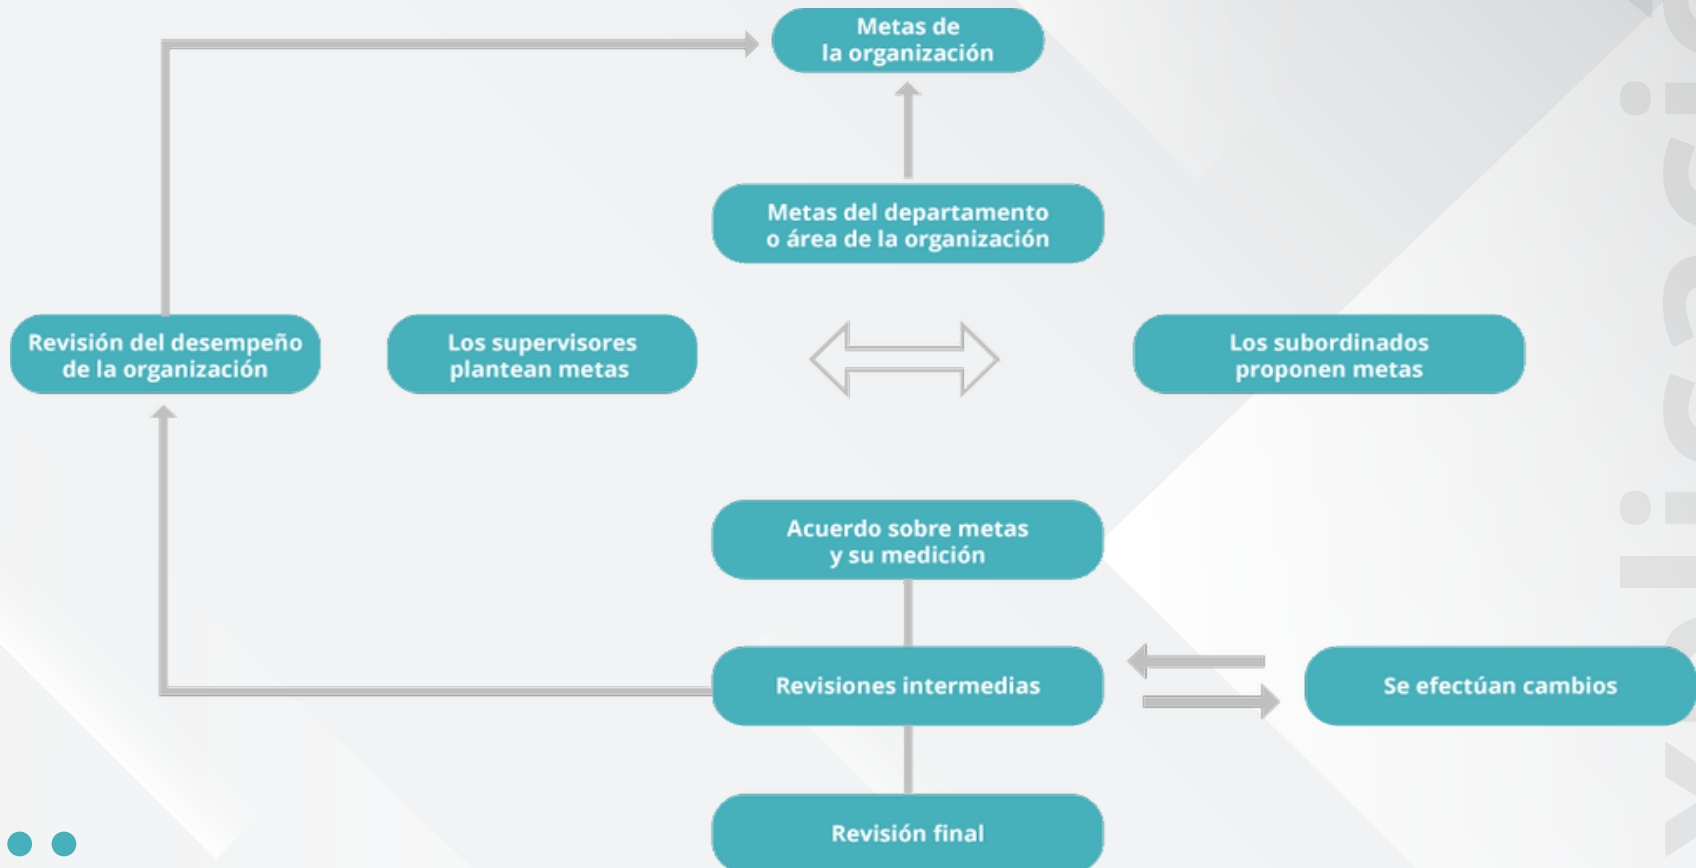 Metas de
la organización
Metas del departamento
o área de la organización
Revisión del desempeño
de la organización
Los supervisores
plantean metas
Los subordinados
proponen metas
Acuerdo sobre metas
y su medición
Revisiones intermedias
Se efectúan cambios
Revisión final